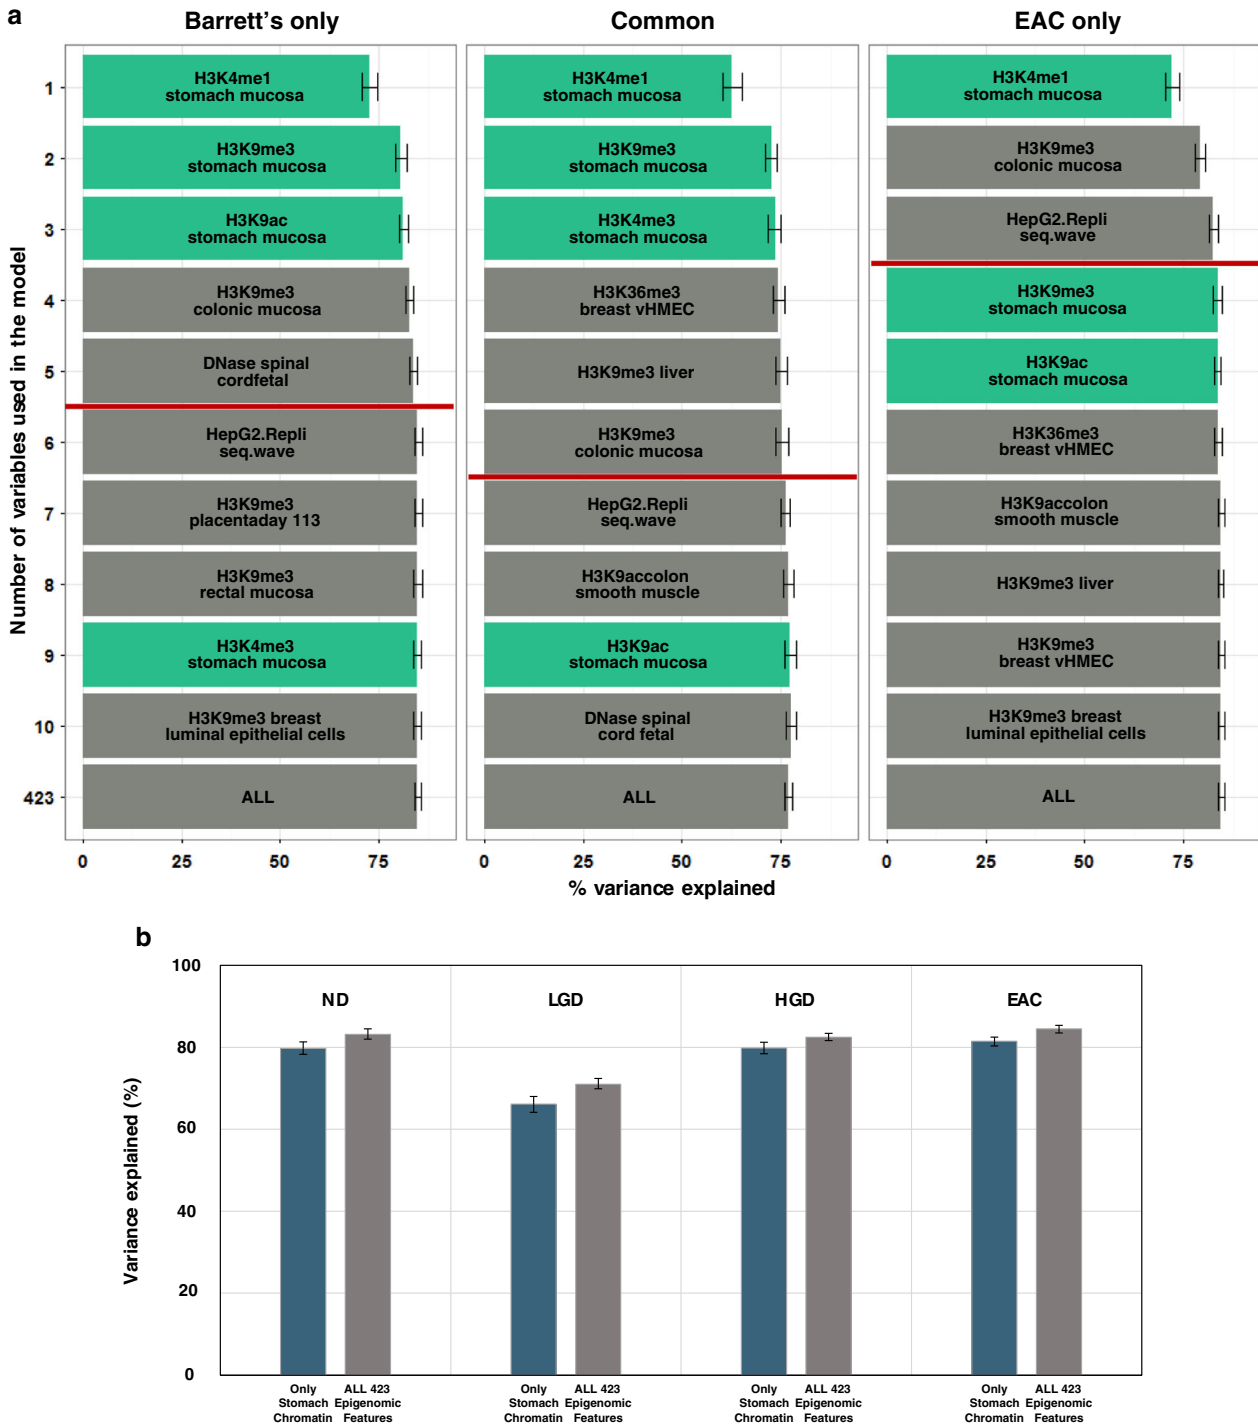 a
Barrett's only
Common
EAC only
Number of variables used in the model
1
2
3
4
5
6
7
8
9
10
423
H3K4me1
stomach mucosa
H3K9me3
stomach mucosa
H3K9ac
stomach mucosa
H3K9me3
colonic mucosa
DNase spinal
cordfetal
HepG2.Repli
seq.wave
H3K9me3
placentaday 113
H3K9me3
rectal mucosa
H3K4me3
stomach mucosa
H3K9me3 breast
luminal epithelial cells
ALL
H3K4me1
stomach mucosa
H3K9me3
stomach mucosa
H3K4me3
stomach mucosa
H3K36me3
breast vHMEC
H3K9me3 liver
H3K9me3
colonic mucosa
HepG2.Repli
seq.wave
H3K9accolon
smooth muscle
H3K9ac
stomach mucosa
DNase spinal
cord fetal
ALL
H3K4me1
stomach mucosa
H3K9me3
colonic mucosa
HepG2.Repli
seq.wave
H3K9me3
stomach mucosa
H3K9ac
stomach mucosa
H3K36me3
breast vHMEC
H3K9accolon
smooth muscle
H3K9me3 liver
H3K9me3
breast vHMEC
H3K9me3 breast
luminal epithelial cells
ALL
0 25 50 75
0 25 50 75
0 25 50 75
% variance explained
b
Variance explained (%)
100
80
60
40
20
0
ND
LGD
HGD
EAC
Only
Stomach
Chromatin
ALL 423
Epigenomic
Features
Only
Stomach
Chromatin
ALL 423
Epigenomic
Features
Only
Stomach
Chromatin
ALL 423
Epigenomic
Features
Only
Stomach
Chromatin
ALL 423
Epigenomic
Features